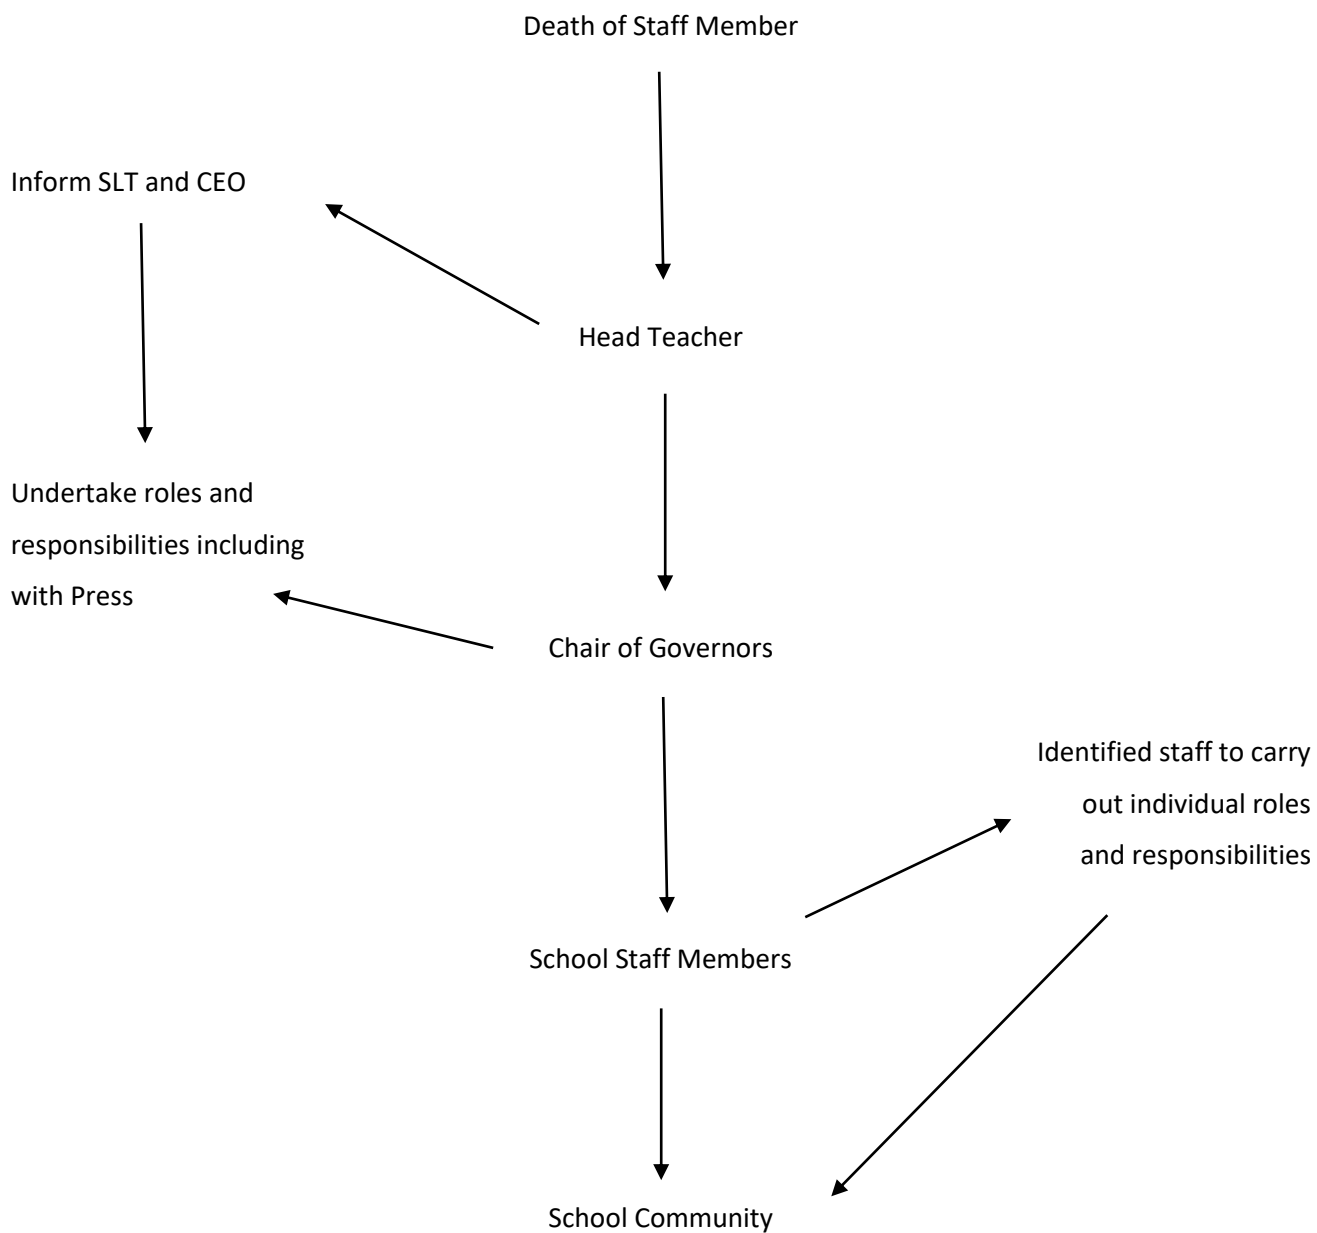 Death of Staff Member
Inform SLT and CEO
Head Teacher
Undertake roles and
responsibilities including
with Press
Chair of Governors
Identified staff to carry
out individual roles
and responsibilities
School Staff Members
School Community